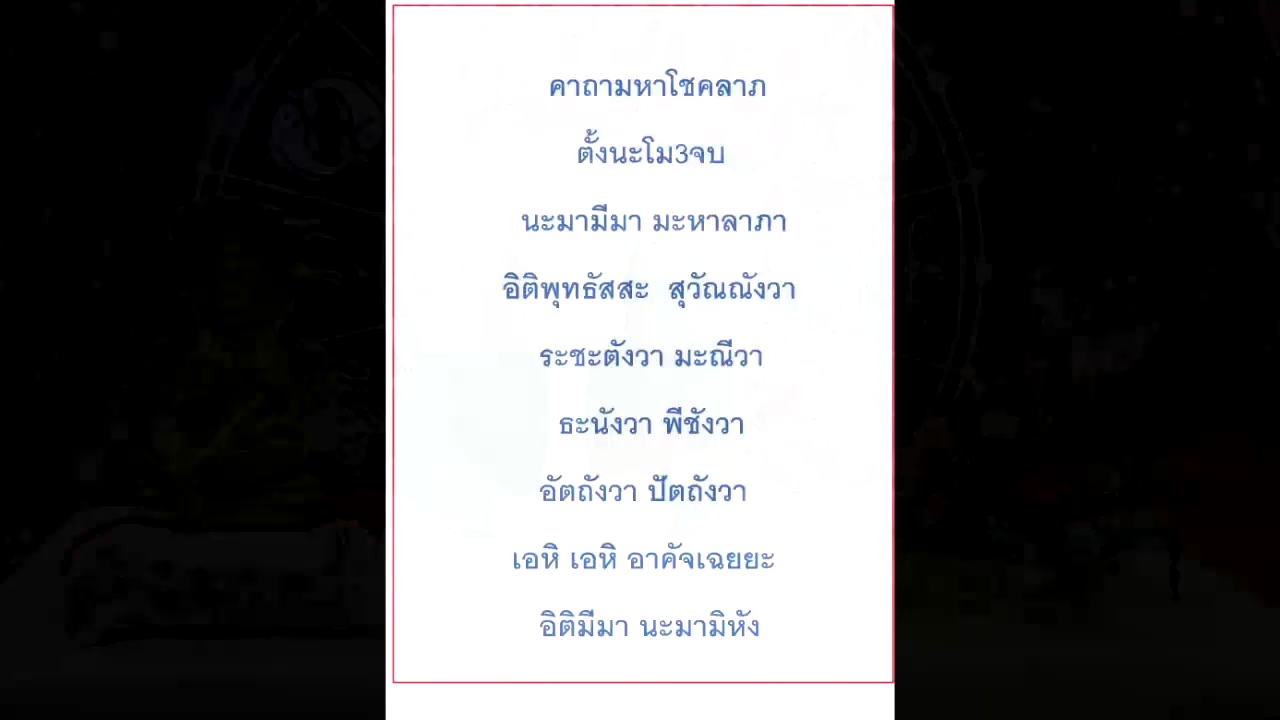 คาถามหาโชคลาภ
ตั้งนะโม3จบ
นะมามีมา มะหาลาภา
อิติพุทธัสสะ  สุวัณณังวา
ระชะตังวา มะณีวา
ธะนังวา พีชังวา
อัตถังวา ปัตถังวา
เอหิ เอหิ อาคัจเฉยยะ
อิติมีมา นะมามิหัง